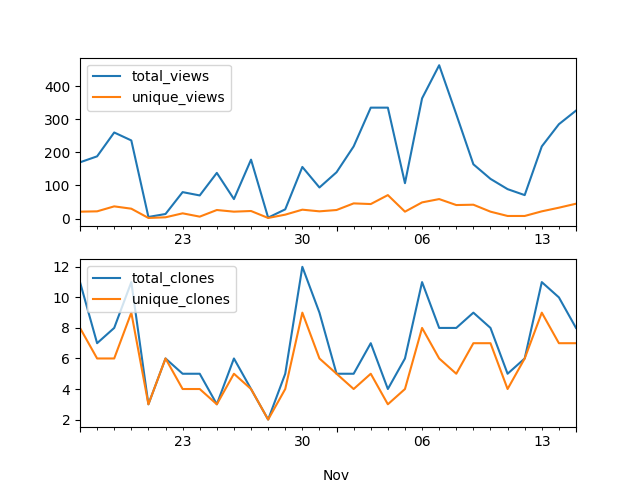 total_views
unique_views
400
300
200
100
0
23 30 06 13
total_clones
unique_clones
12
10
8
6
4
2
23 30 06 13
Nov